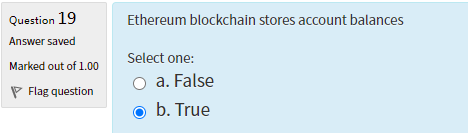 Question 19
Answer saved
Marked out of 1.00
Flag question
Ethereum blockchain stores account balances
Select one:
a. False
b. True